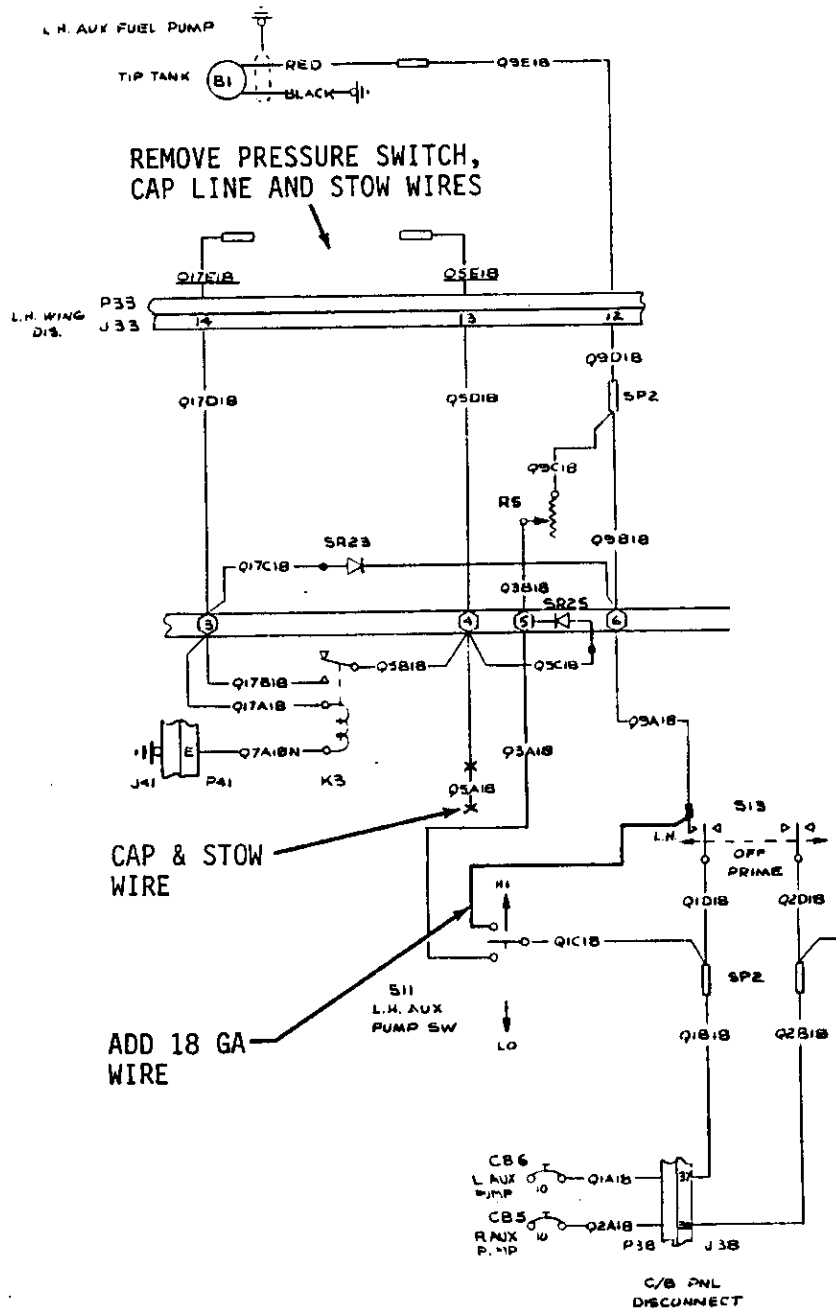 L.H. AUX FUEL PUMP
TIP TANK
B1
RED
BLACK
Q9E18
REMOVE PRESSURE SWITCH,
CAP LINE AND STOW WIRES
Q17E18
Q5E18
L.H. WING
DIS.
P33
J33
14
13
12
Q17D18
Q5D18
Q9D18
SP2
Q9C18
R5
Q9B18
SR23
Q17C18
Q3B18
SR25
3
4
5
6
Q17B18
Q5B18
Q5C18
Q17A18
Q9A18
E
Q7A18N
Q3A18
J41
P41
K3
Q5A18
S13
CAP & STOW
WIRE
L.H.
OFF
PRIME
HI
Q1D18
Q2D18
Q1C18
S11
L.H. AUX
PUMP SW
SP2
LO
ADD 18 GA
WIRE
Q1B18
Q2B18
CB6
L AUX
PUMP
10
Q1A18
37
CB5
R AUX
10
Q2A18
P38
J38
C/B PNL
DISCONNECT